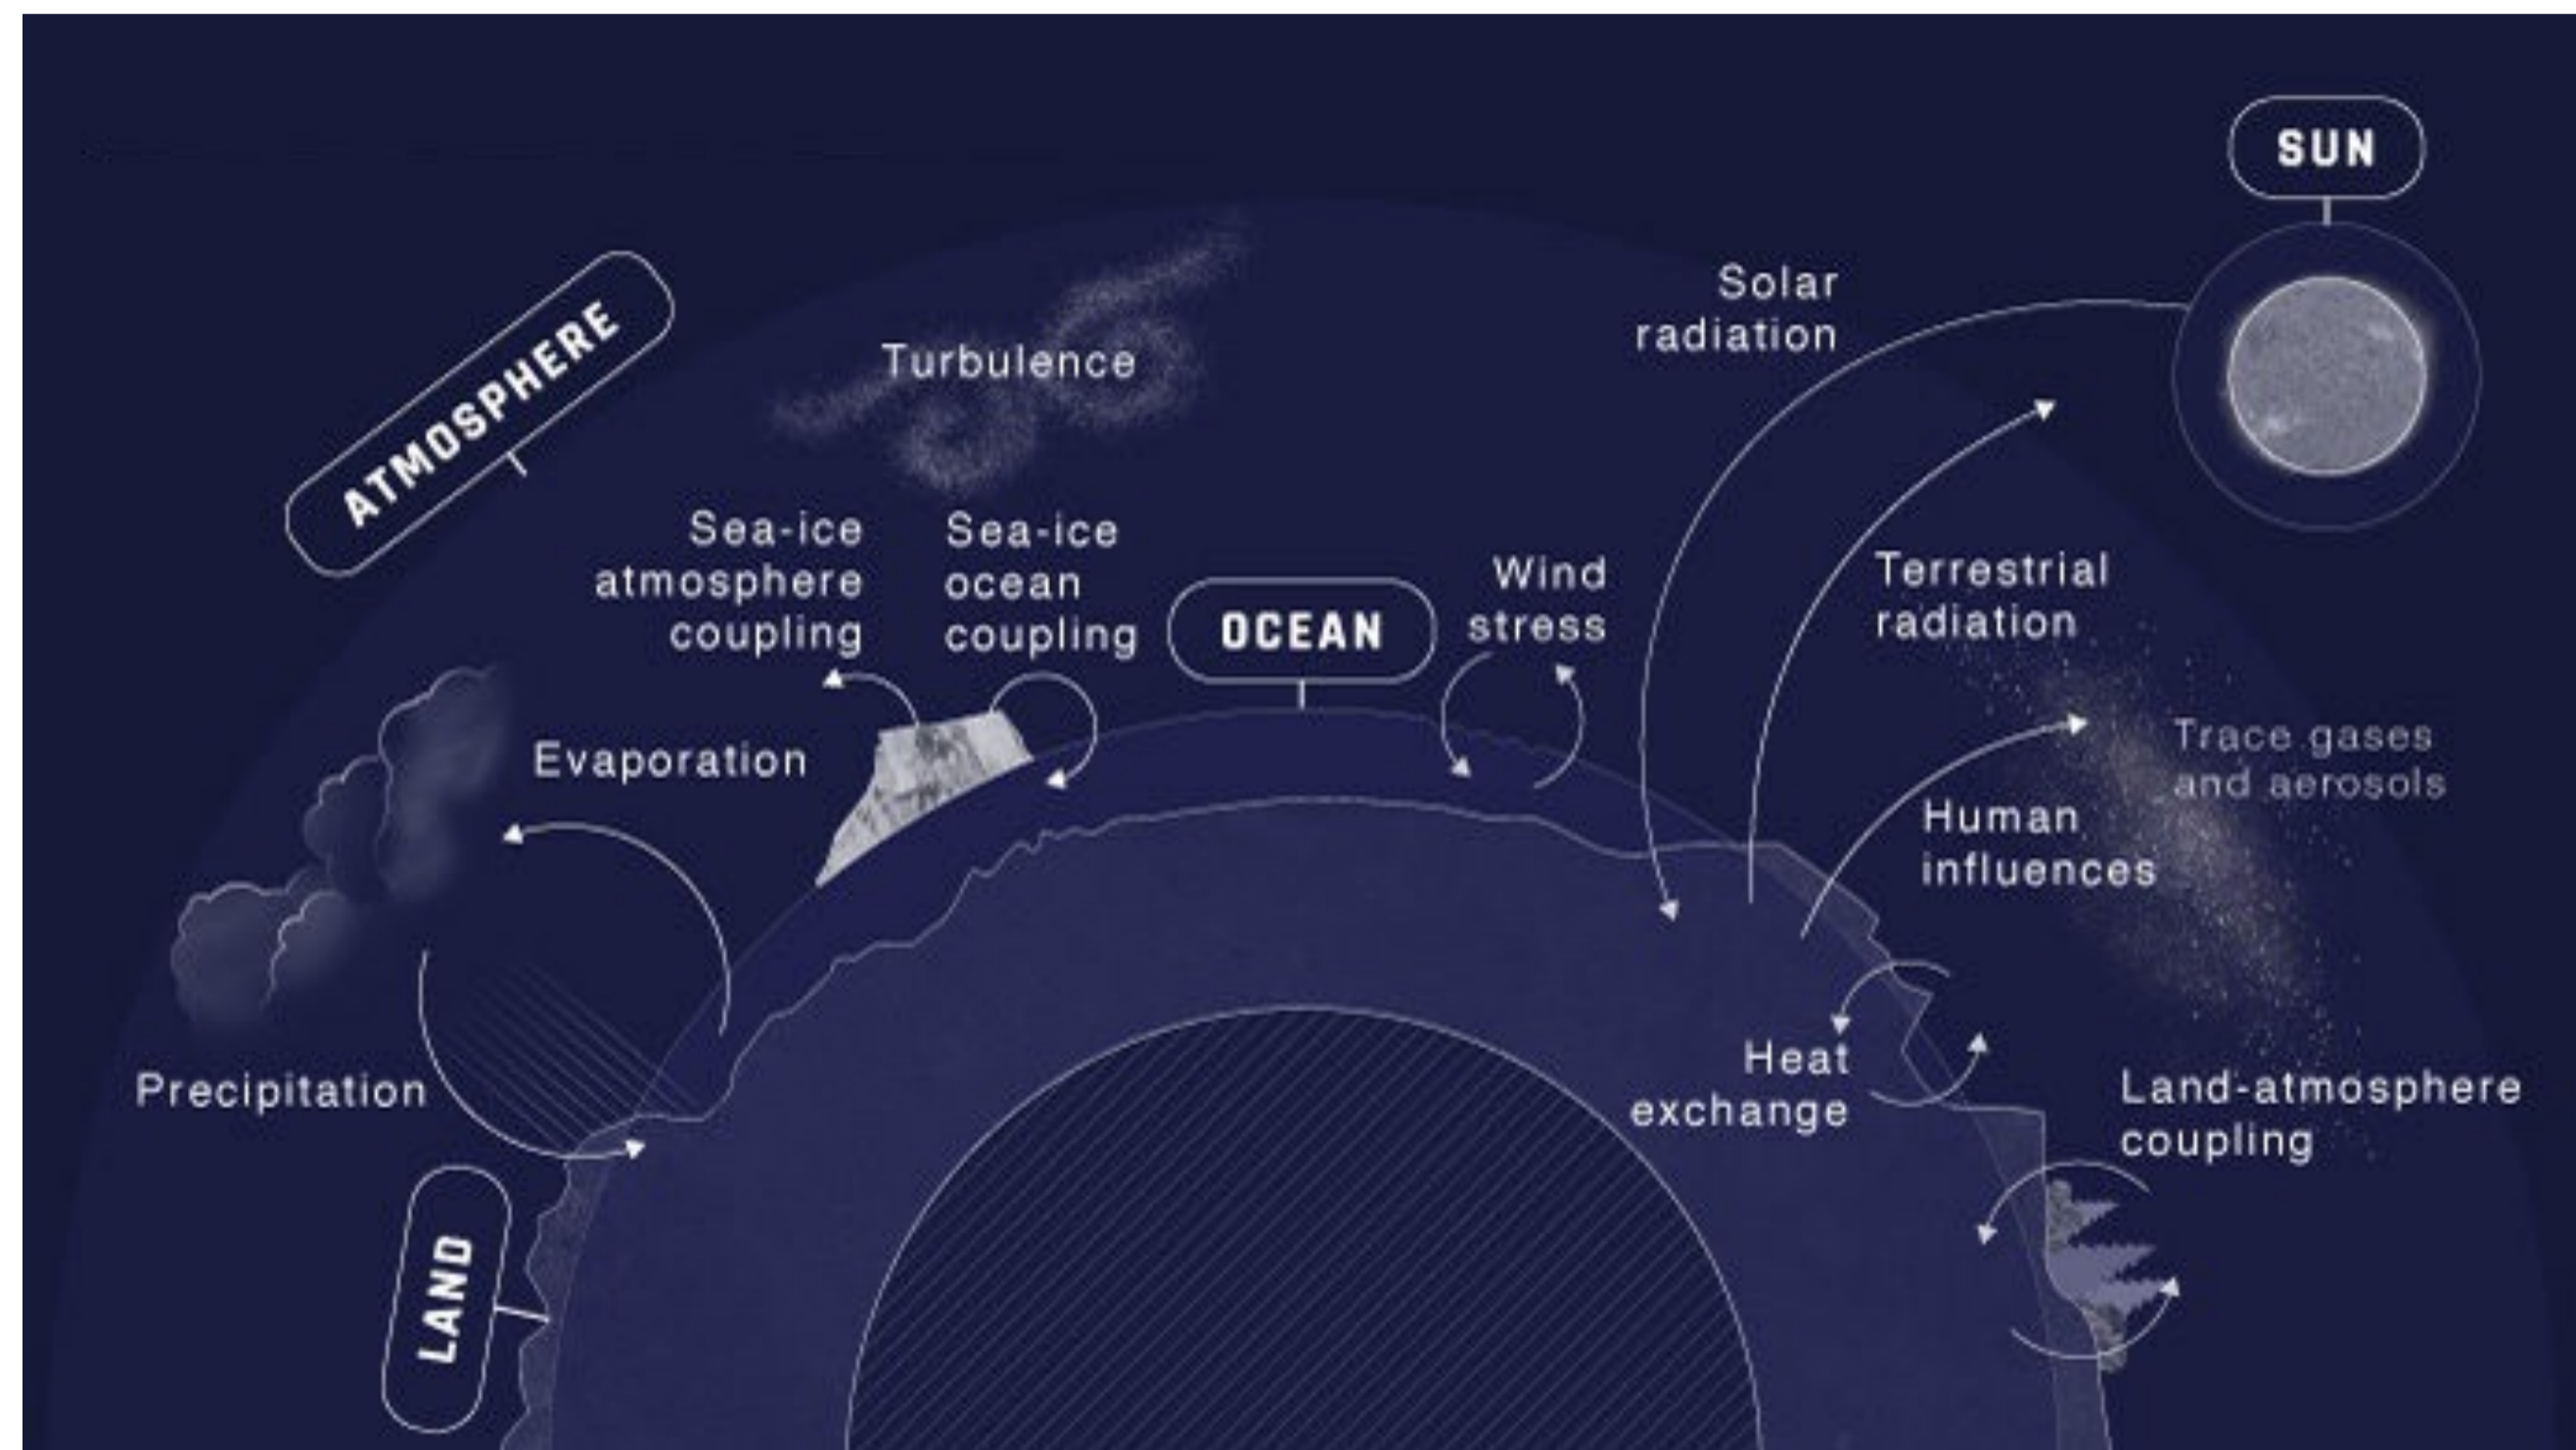 SUN
Solar
radiation
ATMOSPHERE
Turbulence
Sea-ice
atmosphere
coupling
Sea-ice
ocean
coupling
OCEAN
Wind
stress
Terrestrial
radiation
Evaporation
Trace gases
and aerosols
Human
influences
Precipitation
Heat
exchange
Land-atmosphere
coupling
LAND